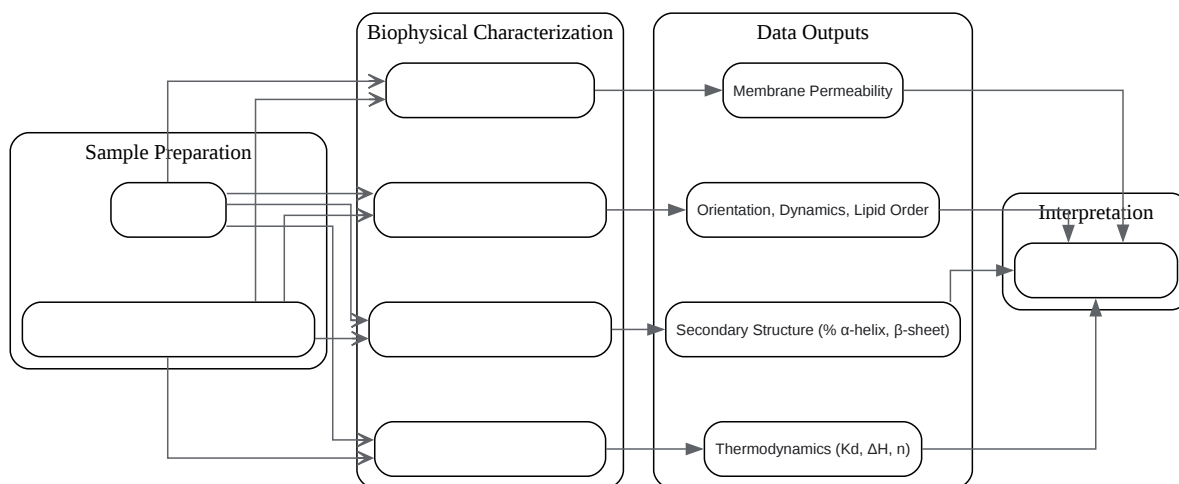 Biophysical Characterization
Data Outputs
Membrane Permeability
Sample Preparation
Orientation, Dynamics, Lipid Order
Interpretation
Secondary Structure (% α-helix, β-sheet)
Thermodynamics (Kd, ΔH, n)